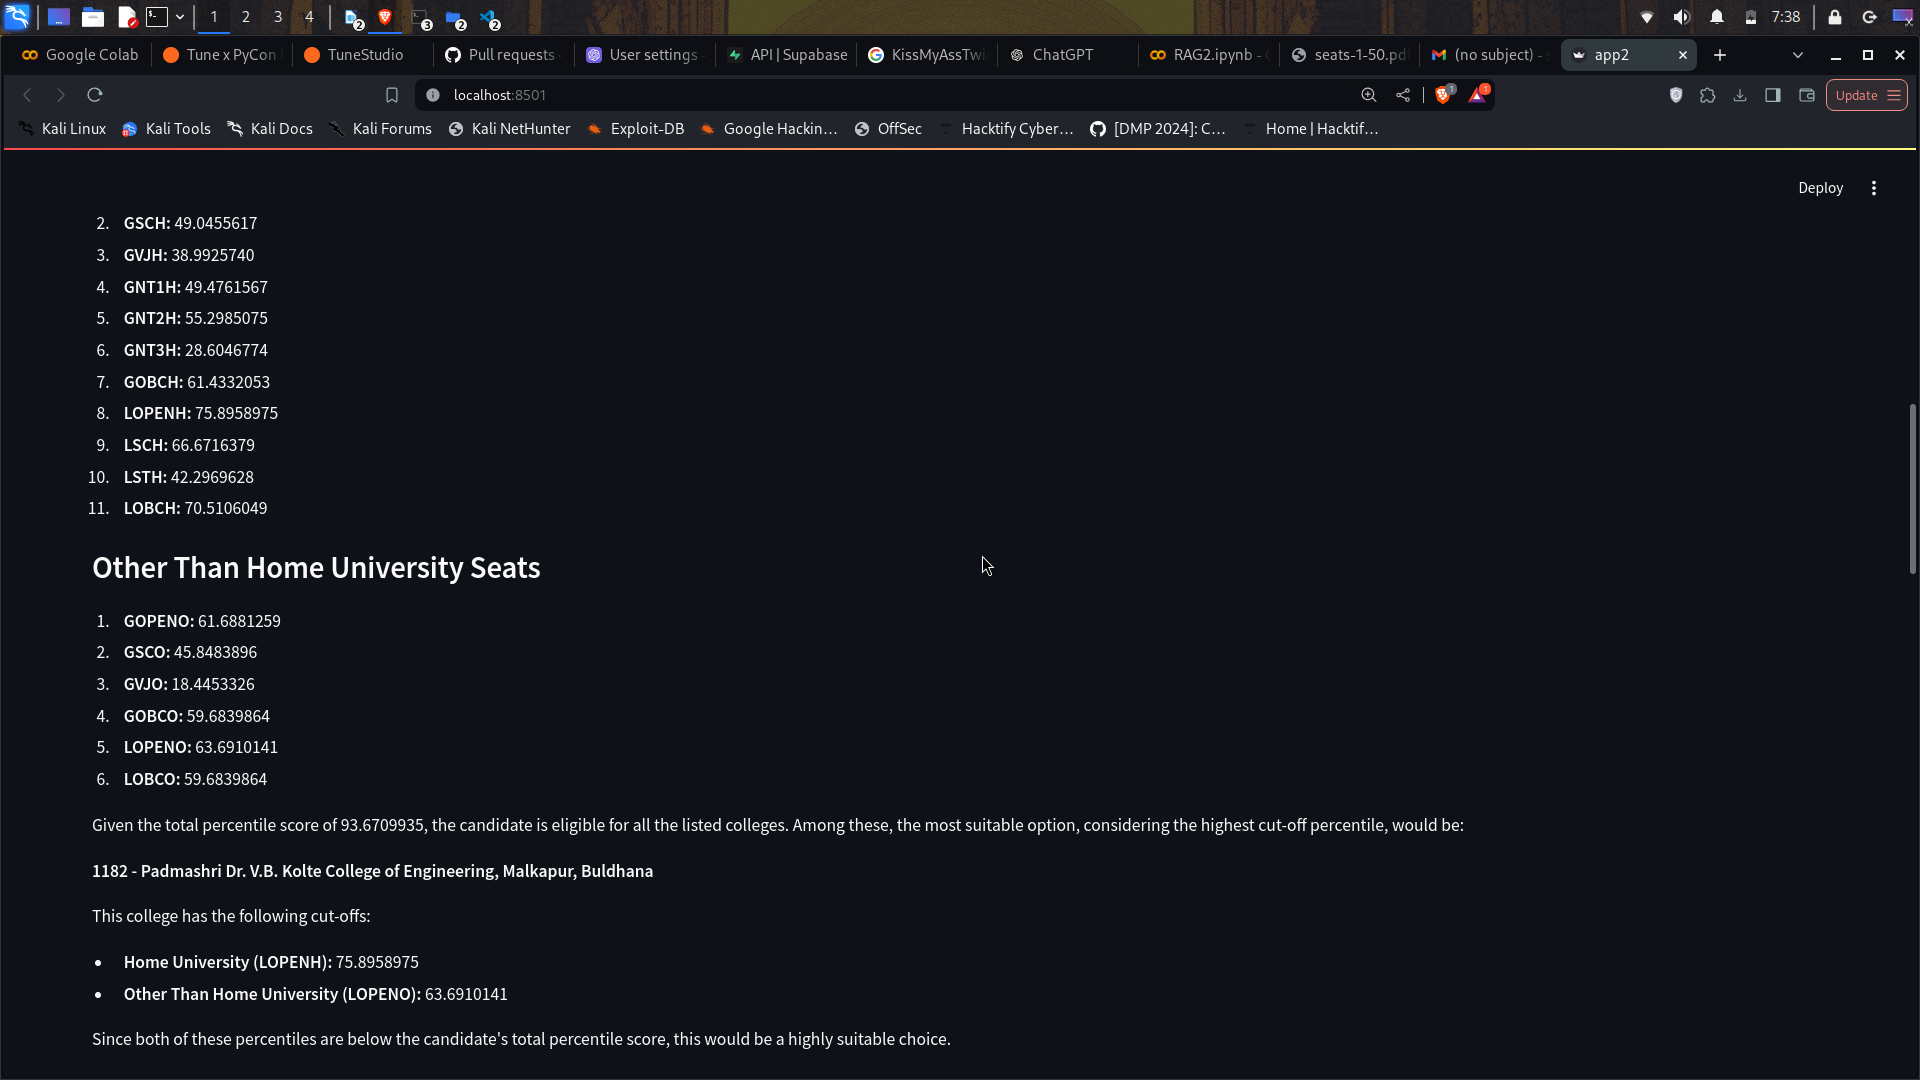 1 2 3 4 2 3 2 2 7:38
Google Colab Tune x PyCon TuneStudio Pull requests User settings API | Supabase KissMyAssTwi ChatGPT RAG2.ipynb - seats-1-50.pdf (no subject) - app2
localhost:8501 1 1 Update
Kali Linux Kali Tools Kali Docs Kali Forums Kali NetHunter Exploit-DB Google Hackin… OffSec Hacktify Cyber… [DMP 2024]: C… Home | Hacktif…
Deploy
2. GSCH: 49.0455617
3. GVJH: 38.9925740
4. GNT1H: 49.4761567
5. GNT2H: 55.2985075
6. GNT3H: 28.6046774
7. GOBCH: 61.4332053
8. LOPENH: 75.8958975
9. LSCH: 66.6716379
10. LSTH: 42.2969628
11. LOBCH: 70.5106049
Other Than Home University Seats
1. GOPENO: 61.6881259
2. GSCO: 45.8483896
3. GVJO: 18.4453326
4. GOBCO: 59.6839864
5. LOPENO: 63.6910141
6. LOBCO: 59.6839864
Given the total percentile score of 93.6709935, the candidate is eligible for all the listed colleges. Among these, the most suitable option, considering the highest cut-off percentile, would be:
1182 - Padmashri Dr. V.B. Kolte College of Engineering, Malkapur, Buldhana
This college has the following cut-offs:
• Home University (LOPENH): 75.8958975
• Other Than Home University (LOPENO): 63.6910141
Since both of these percentiles are below the candidate's total percentile score, this would be a highly suitable choice.